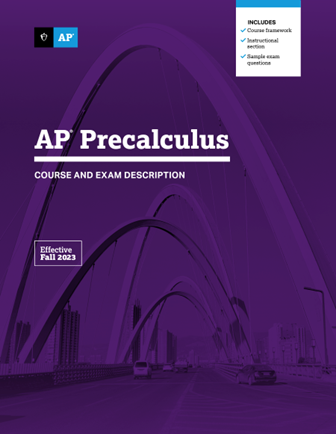 INCLUDES
Course framework
Instructional
section
Sample exam
questions
AP®
AP® Precalculus
COURSE AND EXAM DESCRIPTION
Effective
Fall 2023